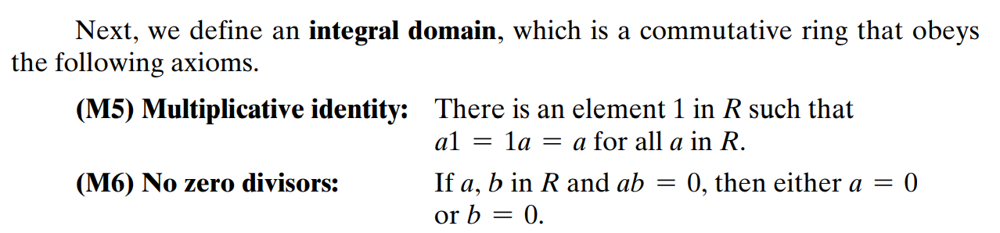 Next, we define an integral domain, which is a commutative ring that obeys
the following axioms.
(M5) Multiplicative identity: There is an element 1 in R such that
a1 = 1a = a for all a in R.
(M6) No zero divisors: If a, b in R and ab = 0, then either a = 0
or b = 0.